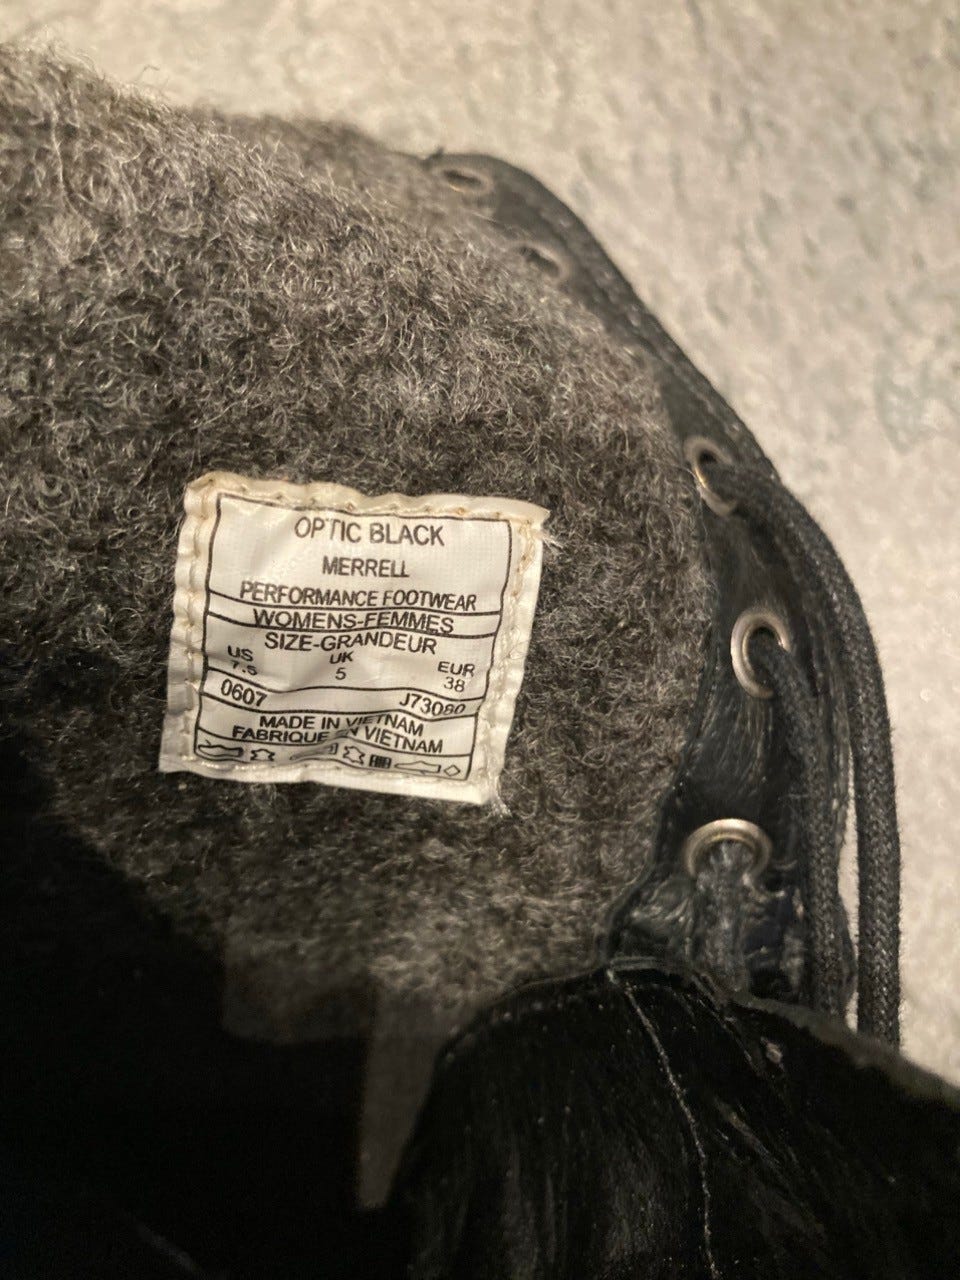 OPTIC BLACK
MERRELL
PERFORMANCE FOOTWEAR
WOMENS-FEMMES
SIZE-GRANDEUR
US UK EUR
7.5 5 38
0607 J73080
MADE IN VIETNAM
FABRIQUE EN VIETNAM